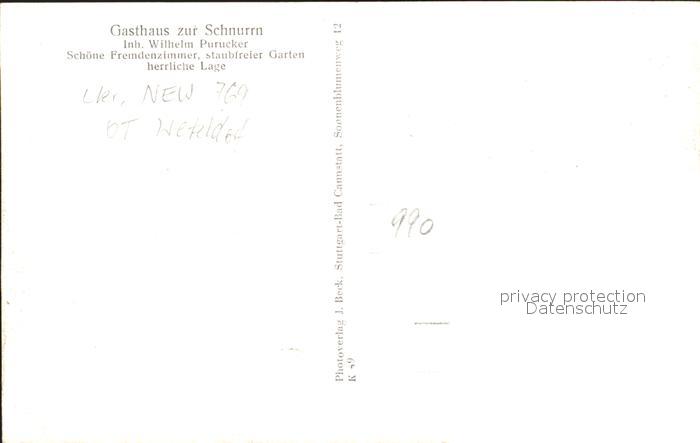 Gasthaus zur Schnurrn
Inh. Wilhelm Purucker
Schöne Fremdenzimmer, staubfreier Garten
herrliche Lage
Lkr. NEW 769
OT
Photoverlag J. Beck, Stuttgart-Bad Cannstatt, Sonnenblumenweg 12
K 59
990
privacy protection
Datenschutz